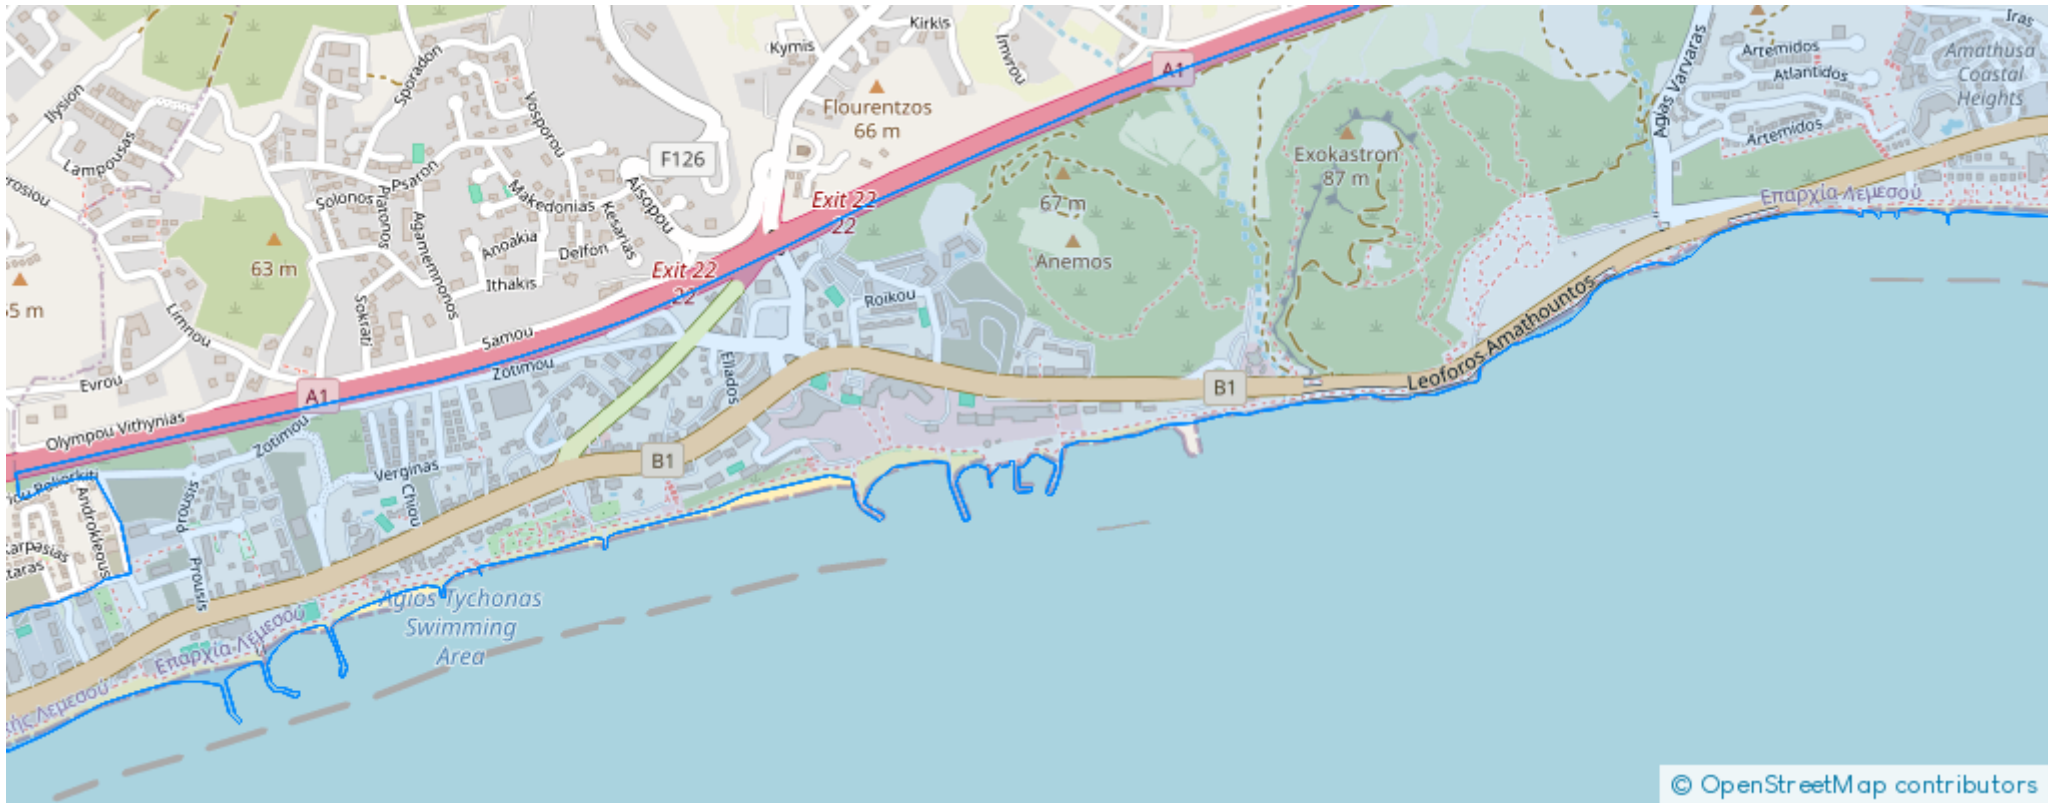 Kirkis
Iras
Kymis
Imvrou
Artemidos
Amathusa
Coastal
Heights
A1
Atlantidos
Sporadon
Ilysion
Vosporou
Flourentzos
66 m
Agias Varvaras
Artemidos
Lampousas
F126
Exokastron
87 m
Psaron
Solonos
Platonos
Makedonias
Aisopou
Exit 22
22
67 m
Επαρχία Λεμεσού
Agamemnonos
Kesarias
Anoakia
Delfon
63 m
Anemos
Exit 22
22
Ithakis
55 m
Sokrati
Roikou
Limnou
Samou
Leoforos Amathountos
Evrou
Zotimou
Eliados
B1
A1
Olympou Vithynias
Zotimou
B1
Verginas
Chiou
Androkleous
Prousis
Karpasias
Prousis
Agios Tychonas
Swimming
Area
Επαρχία Λεμεσού
© OpenStreetMap contributors